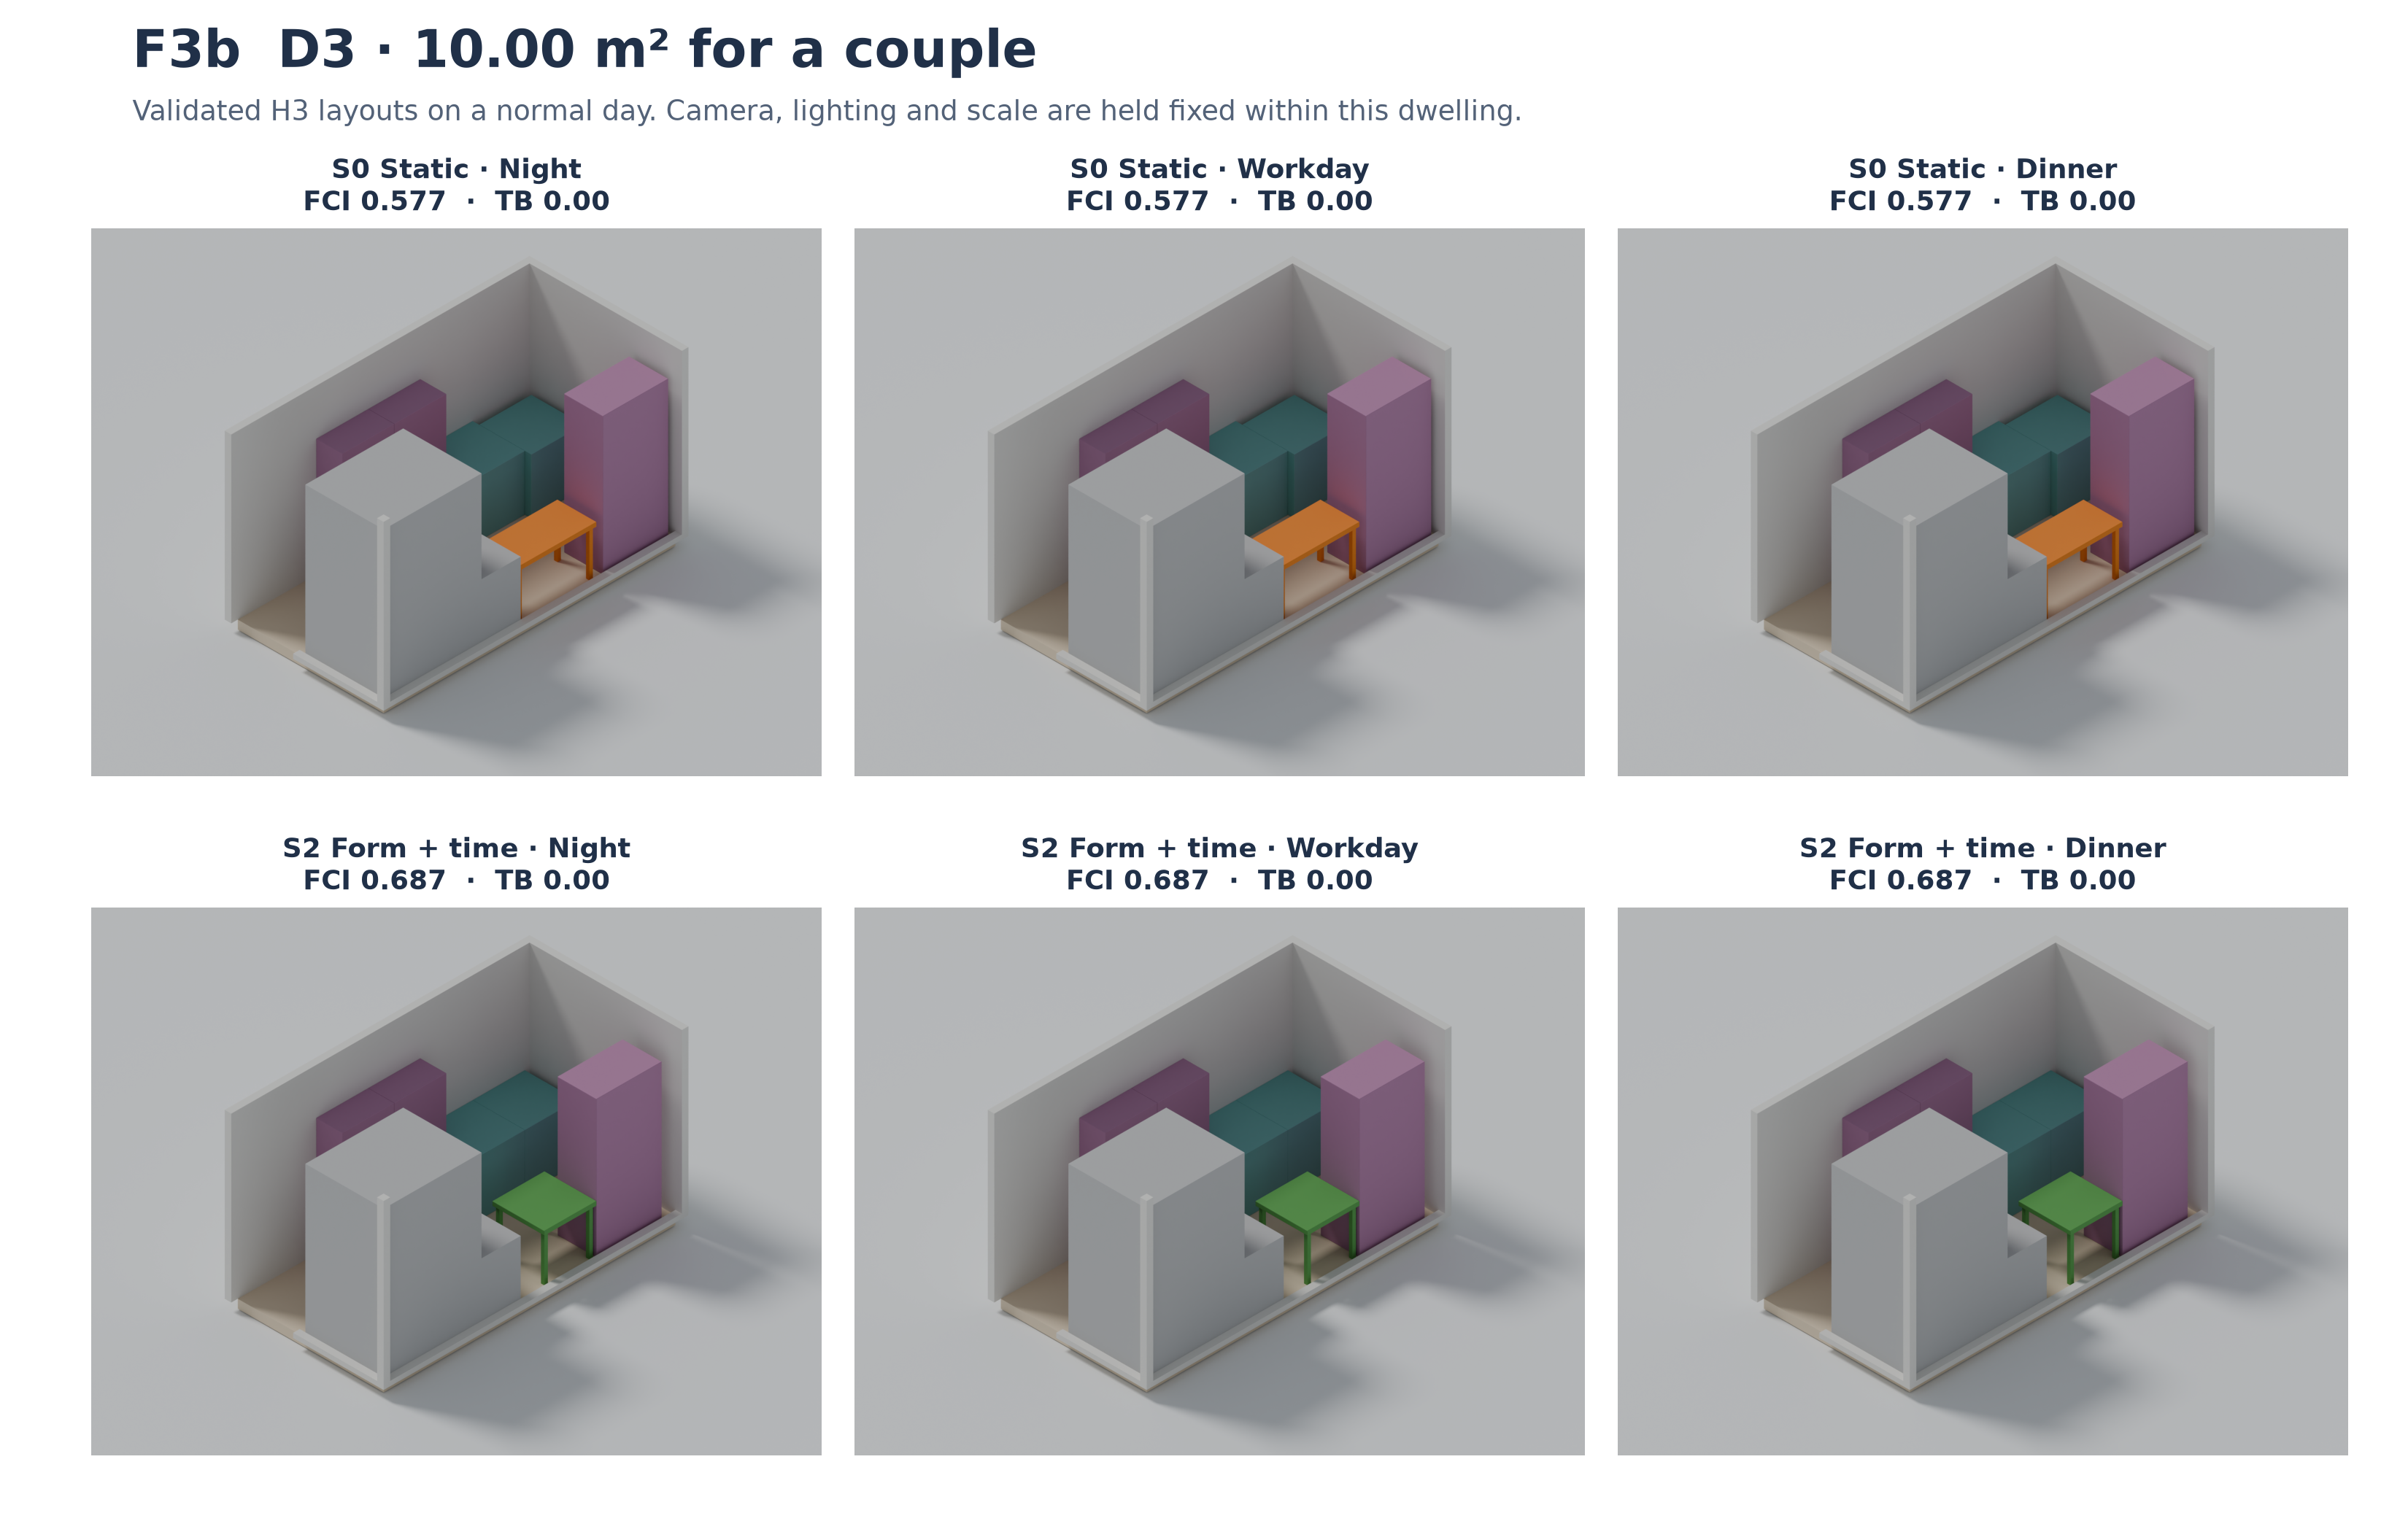 F3b  D3 · 10.00 m² for a couple
Validated H3 layouts on a normal day. Camera, lighting and scale are held fixed within this dwelling.
S0 Static · Night
FCI 0.577  ·  TB 0.00
S0 Static · Workday
FCI 0.577  ·  TB 0.00
S0 Static · Dinner
FCI 0.577  ·  TB 0.00
S2 Form + time · Night
FCI 0.687  ·  TB 0.00
S2 Form + time · Workday
FCI 0.687  ·  TB 0.00
S2 Form + time · Dinner
FCI 0.687  ·  TB 0.00